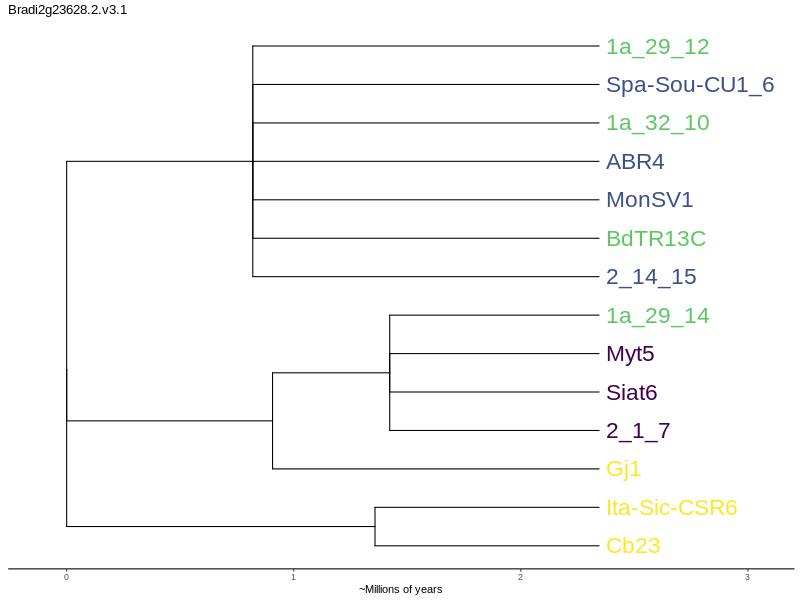 Bradi2g23628.2.v3.1
1a_29_12
Spa-Sou-CU1_6
1a_32_10
ABR4
MonSV1
BdTR13C
2_14_15
1a_29_14
Myt5
Siat6
2_1_7
Gj1
Ita-Sic-CSR6
Cb23
0 1 2 3
~Millions of years